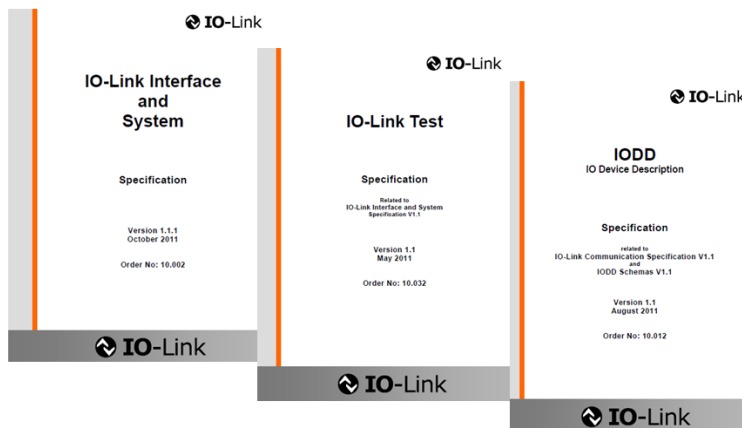 IO-Link
IO-Link Interface
and
System
Specification
Version 1.1.1
October 2011
Order No: 10.002
IO-Link
IO-Link
IO-Link Test
Specification
Related to
IO-Link Interface and System
Specification V1.1
Version 1.1
May 2011
Order No: 10.032
IO-Link
IO-Link
IODD
IO Device Description
Specification
related to
IO-Link Communication Specification V1.1
and
IODD Schemas V1.1
Version 1.1
August 2011
Order No: 10.012
IO-Link